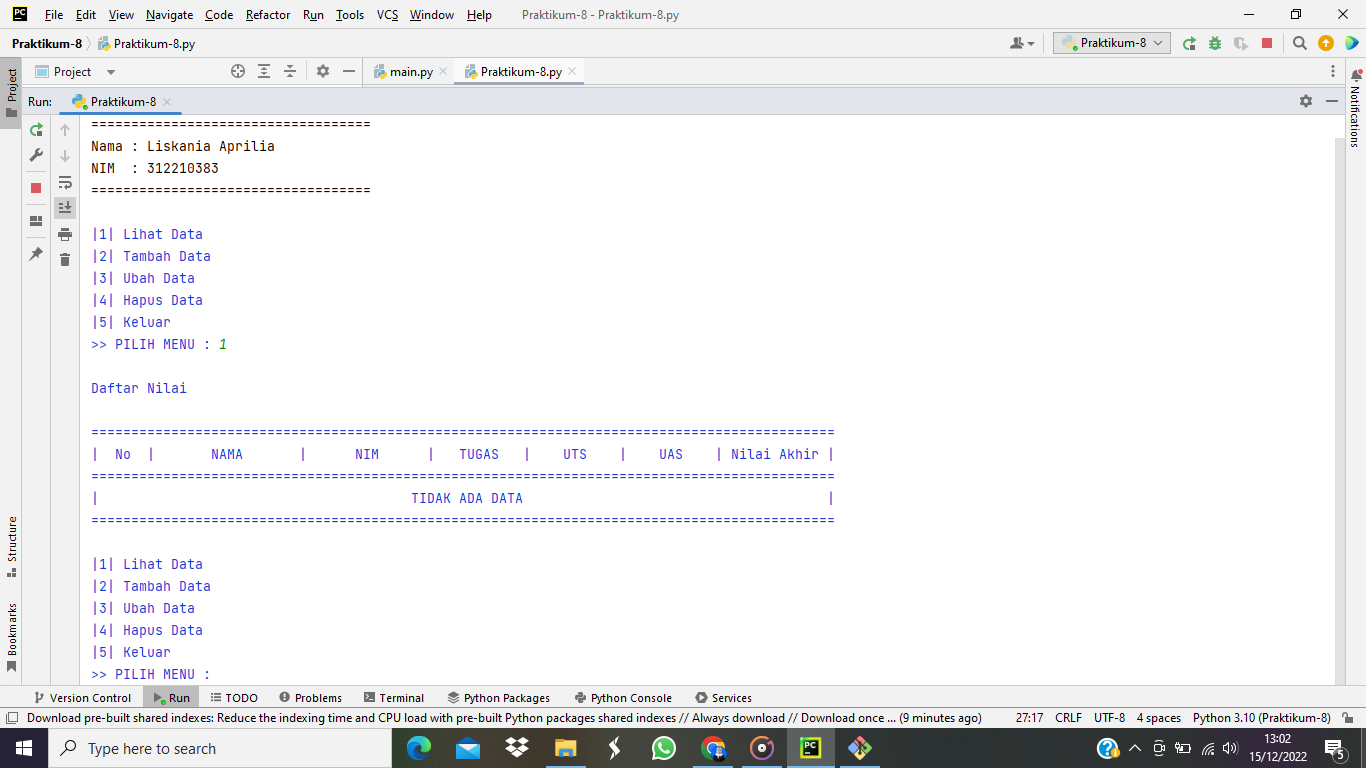 PC File Edit View Navigate Code Refactor Run Tools VCS Window Help Praktikum-8 - Praktikum-8.py
Praktikum-8 Praktikum-8.py Praktikum-8
Project main.py Praktikum-8.py
Project
Notifications
Run: Praktikum-8
===================================
Nama : Liskania Aprilia
NIM  : 312210383
===================================
|1| Lihat Data
|2| Tambah Data
|3| Ubah Data
|4| Hapus Data
|5| Keluar
>> PILIH MENU : 1
Daftar Nilai
=============================================================================================
|  No  |       NAMA       |      NIM      |   TUGAS   |    UTS    |    UAS    | Nilai Akhir |
=============================================================================================
|                                       TIDAK ADA DATA                                      |
=============================================================================================
|1| Lihat Data
|2| Tambah Data
|3| Ubah Data
|4| Hapus Data
|5| Keluar
>> PILIH MENU :
Structure
Bookmarks
Version Control Run TODO Problems Terminal Python Packages Python Console Services
Download pre-built shared indexes: Reduce the indexing time and CPU load with pre-built Python packages shared indexes // Always download // Download once ... (9 minutes ago) 27:17 CRLF UTF-8 4 spaces Python 3.10 (Praktikum-8)
Type here to search PC 13:02
15/12/2022 5